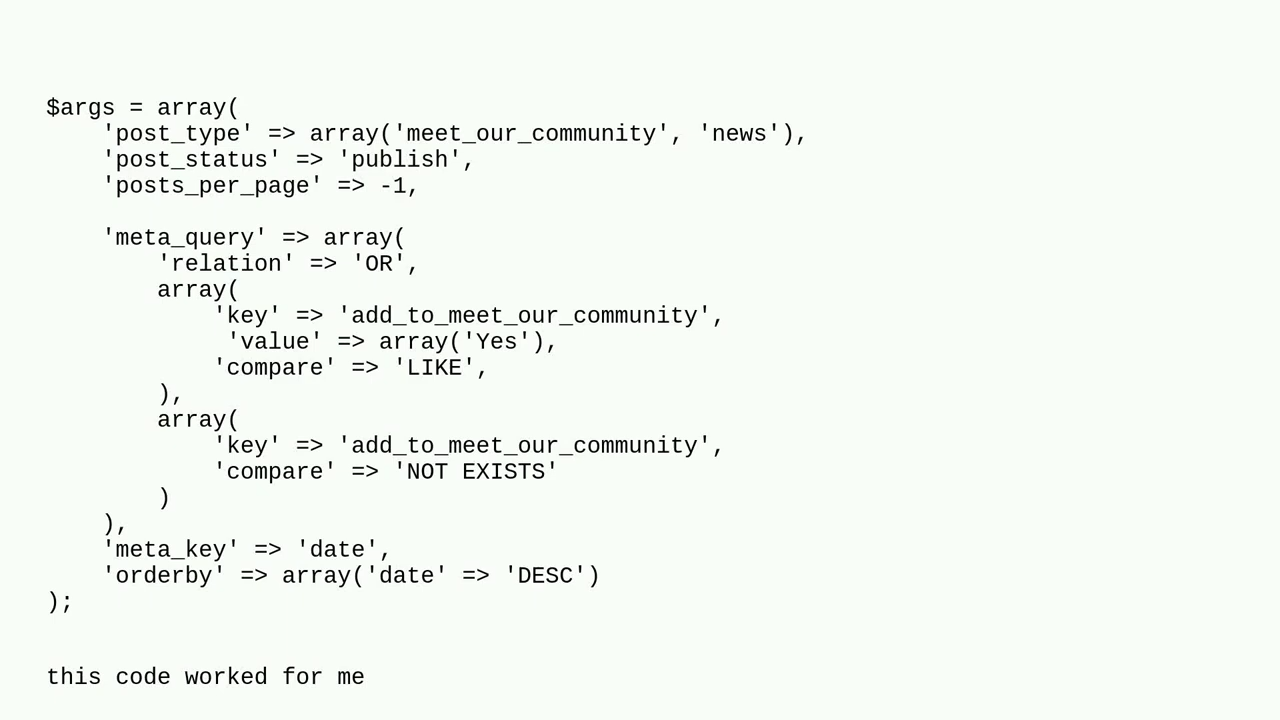 $args = array(
    'post_type' => array('meet_our_community', 'news'),
    'post_status' => 'publish',
    'posts_per_page' => -1,

    'meta_query' => array(
        'relation' => 'OR',
        array(
            'key' => 'add_to_meet_our_community',
             'value' => array('Yes'),
            'compare' => 'LIKE',
        ),
        array(
            'key' => 'add_to_meet_our_community',
            'compare' => 'NOT EXISTS'
        )
    ),
    'meta_key' => 'date',
    'orderby' => array('date' => 'DESC')
);

this code worked for me